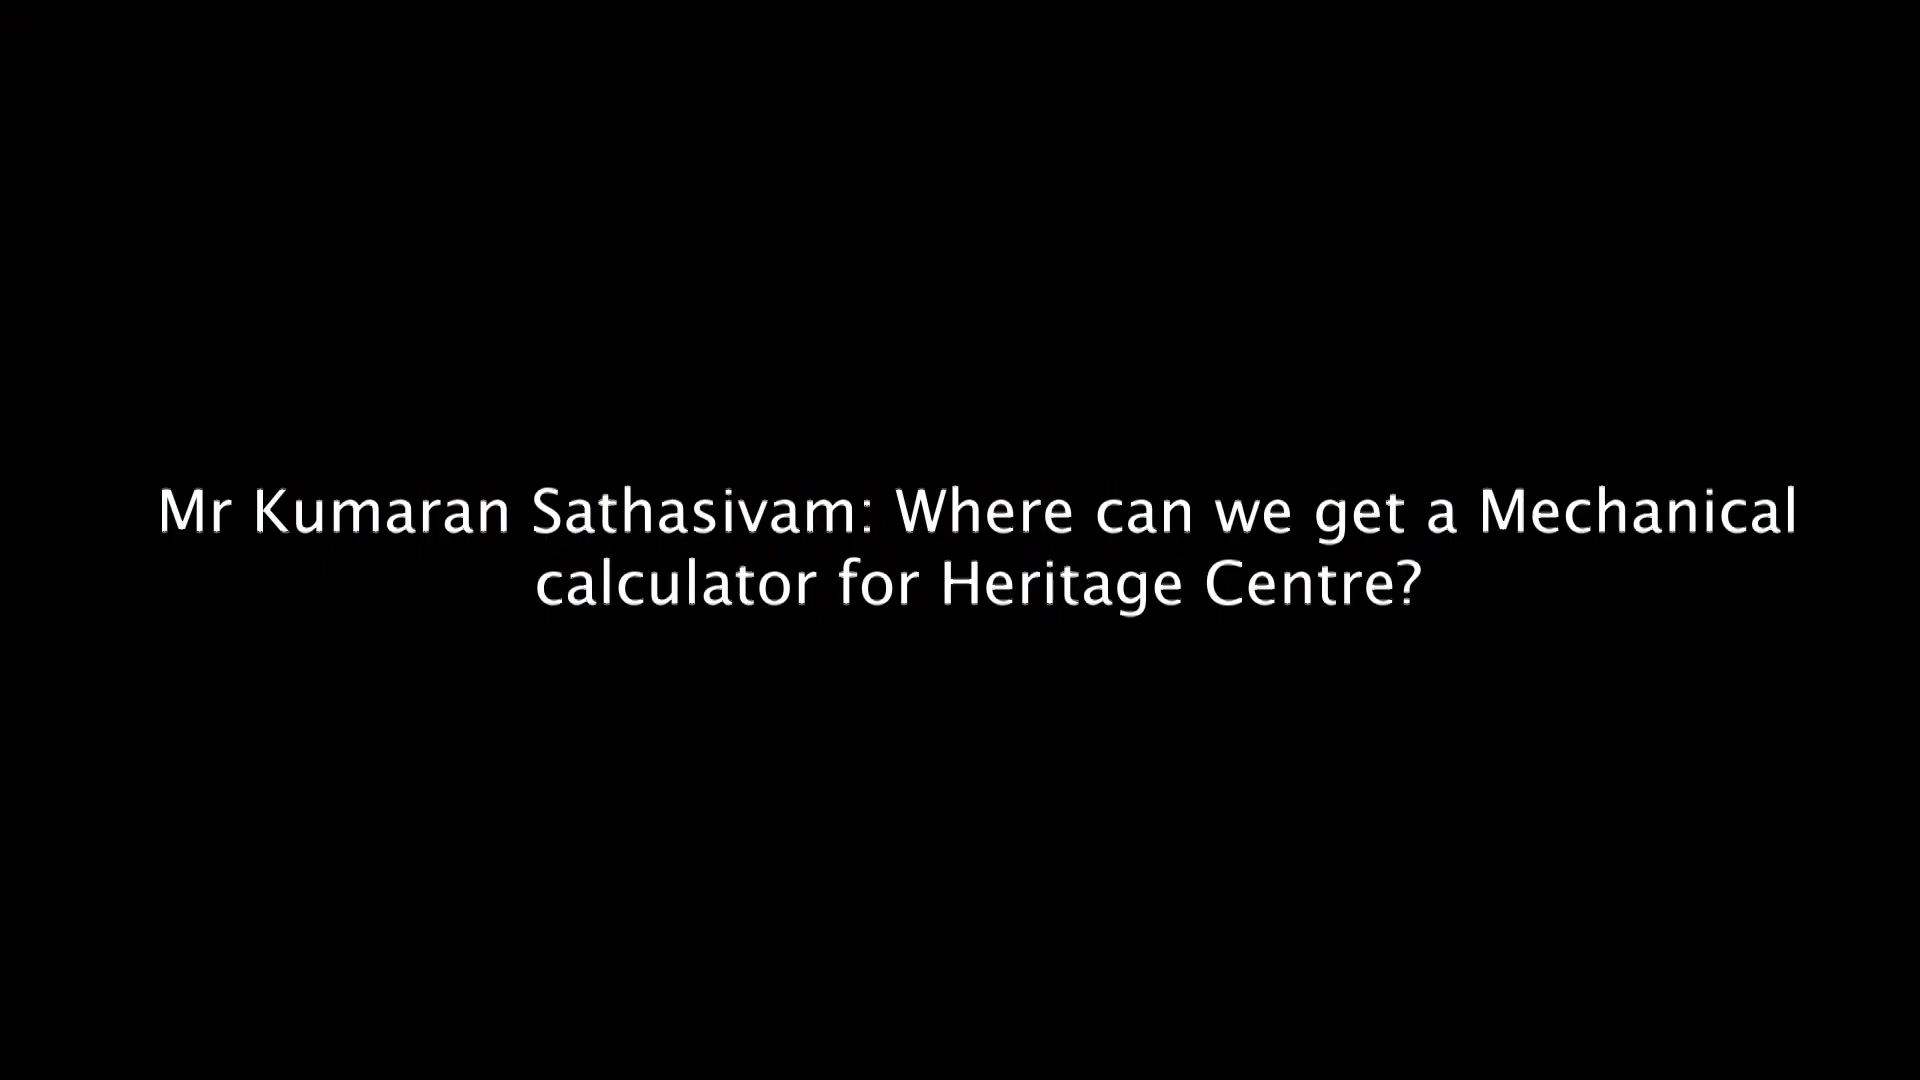 Mr Kumaran Sathasivam: Where can we get a Mechanical
calculator for Heritage Centre?